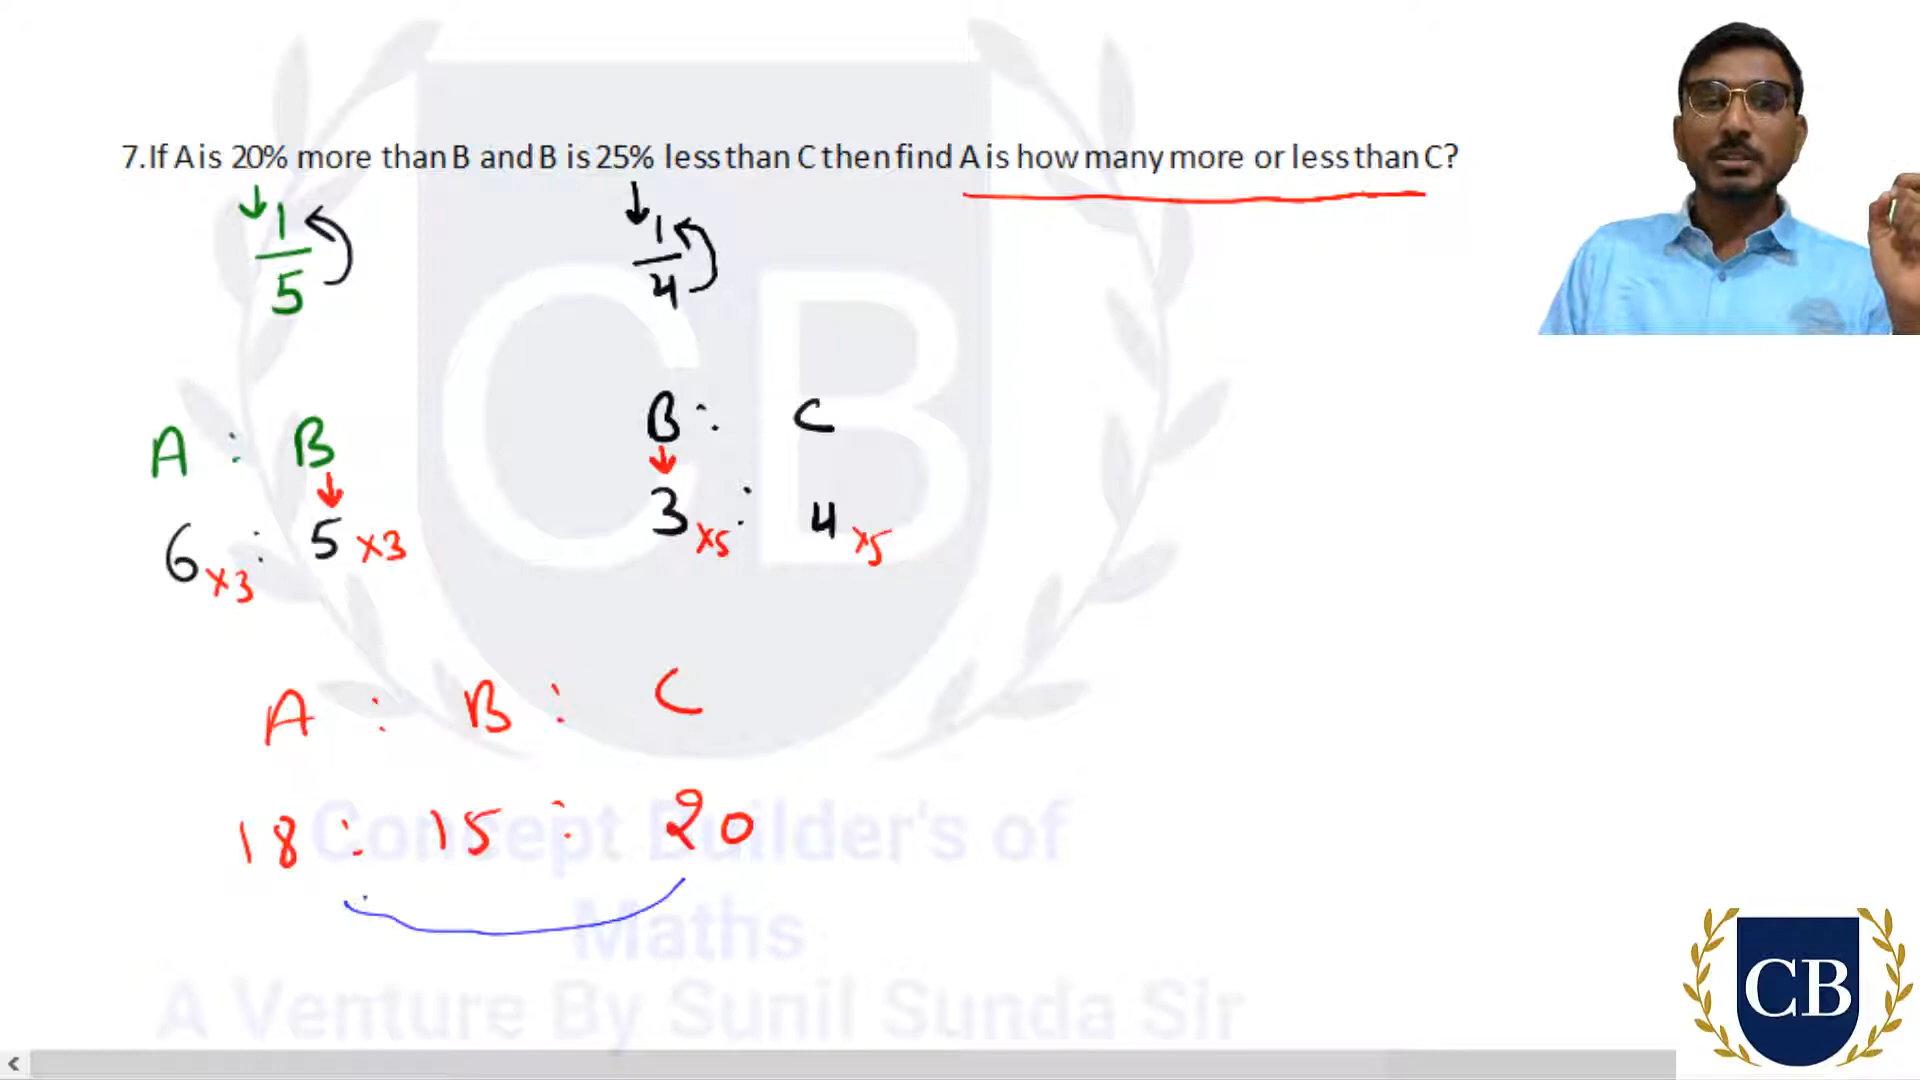 7.If A is 20% more than B and B is 25% less than C then find A is how many more or less than C?
1/5
1/4
A : B
B : C
6 ×3 : 5 ×3
3 ×5 : 4 ×5
A : B : C
18 : 15 : 20
Concept Builder's of
Maths
A Venture By Sunil Sunda Sir
CB
CB